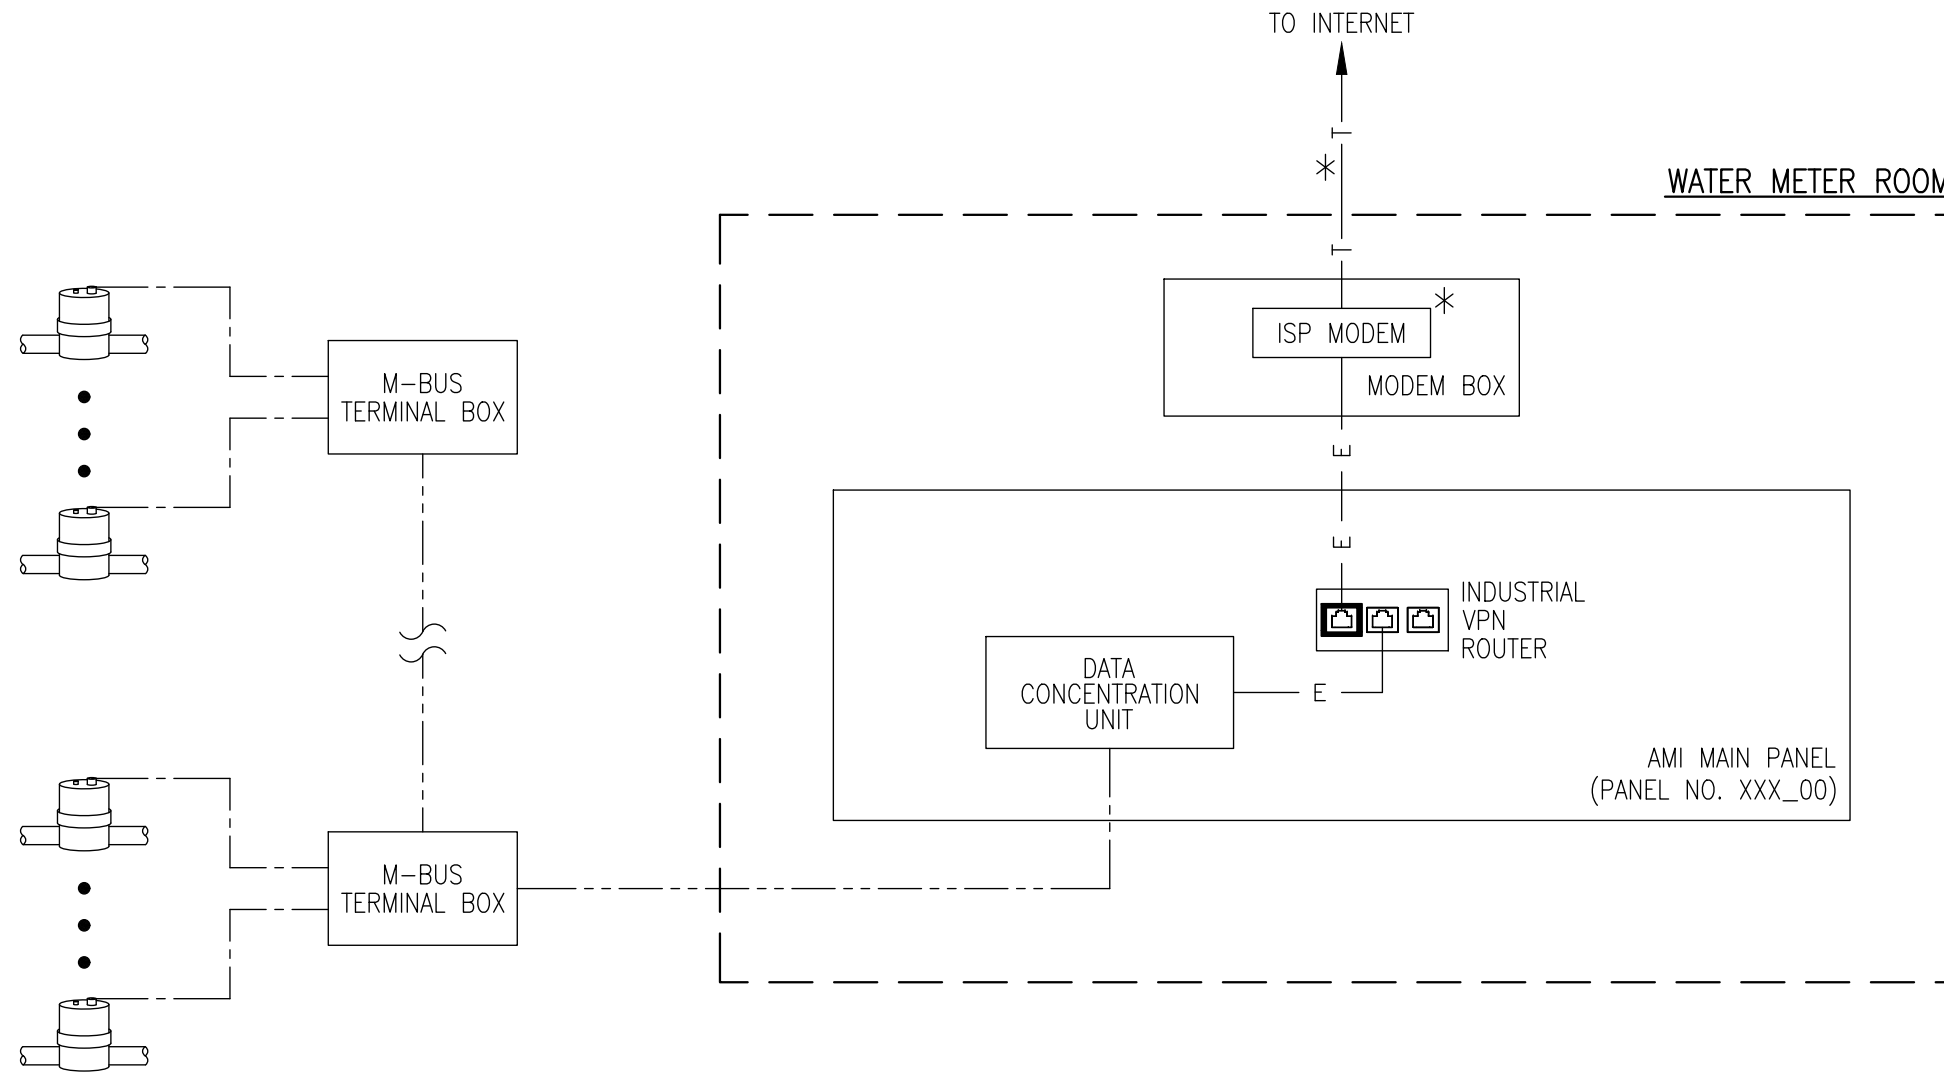 TO INTERNET
T
*
WATER METER ROOM
T
*
ISP MODEM
MODEM BOX
M-BUS
TERMINAL BOX
E
E
INDUSTRIAL
VPN
ROUTER
DATA
CONCENTRATION
UNIT
E
AMI MAIN PANEL
(PANEL NO. XXX_00)
M-BUS
TERMINAL BOX